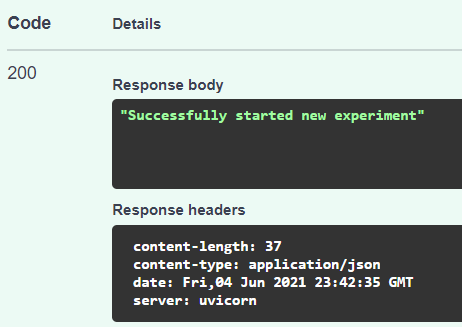 Code Details
200
Response body
"Successfully started new experiment"
Response headers
content-length: 37
content-type: application/json
date: Fri,04 Jun 2021 23:42:35 GMT
server: uvicorn